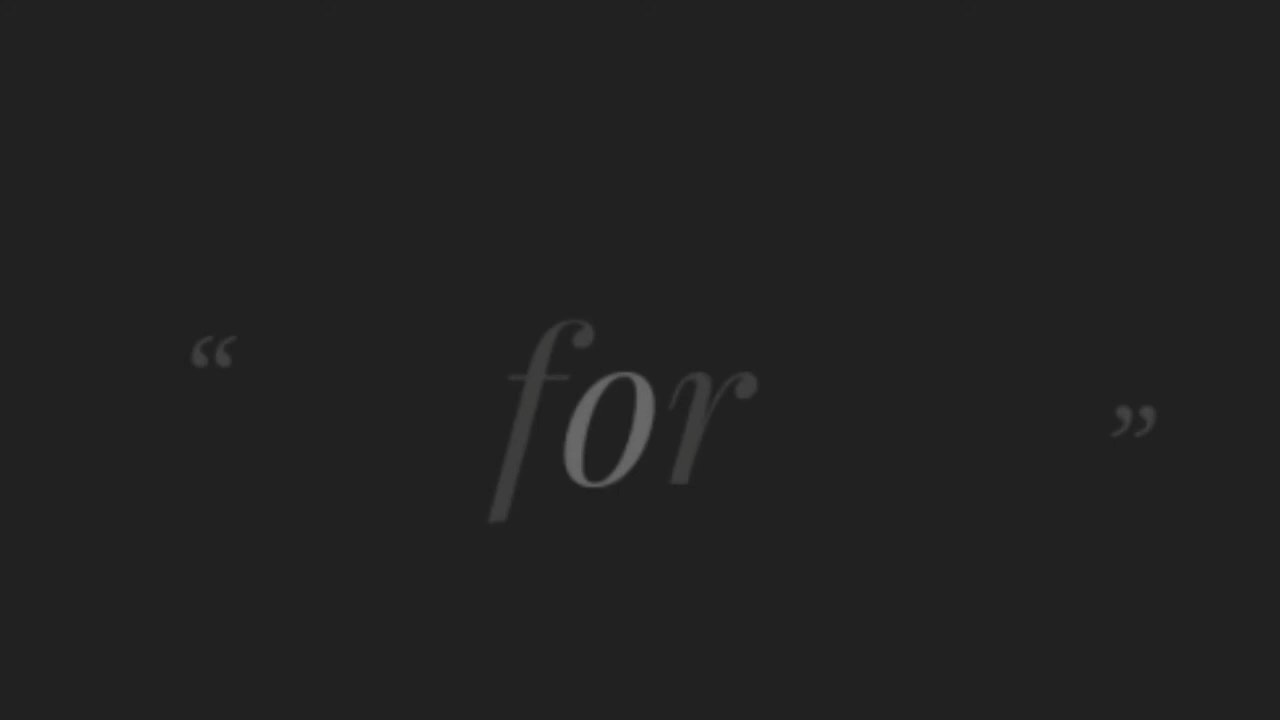 “ for ”